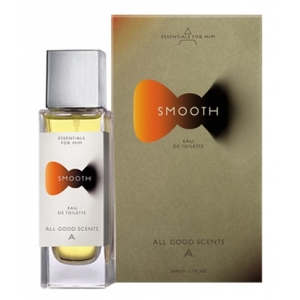 ESSENTIALS
FOR HIM
SMOOTH
EAU
DE TOILETTE
ALL GOOD SCENTS
ESSENTIALS FOR HIM
SMOOTH
EAU
DE TOILETTE
ALL GOOD SCENTS